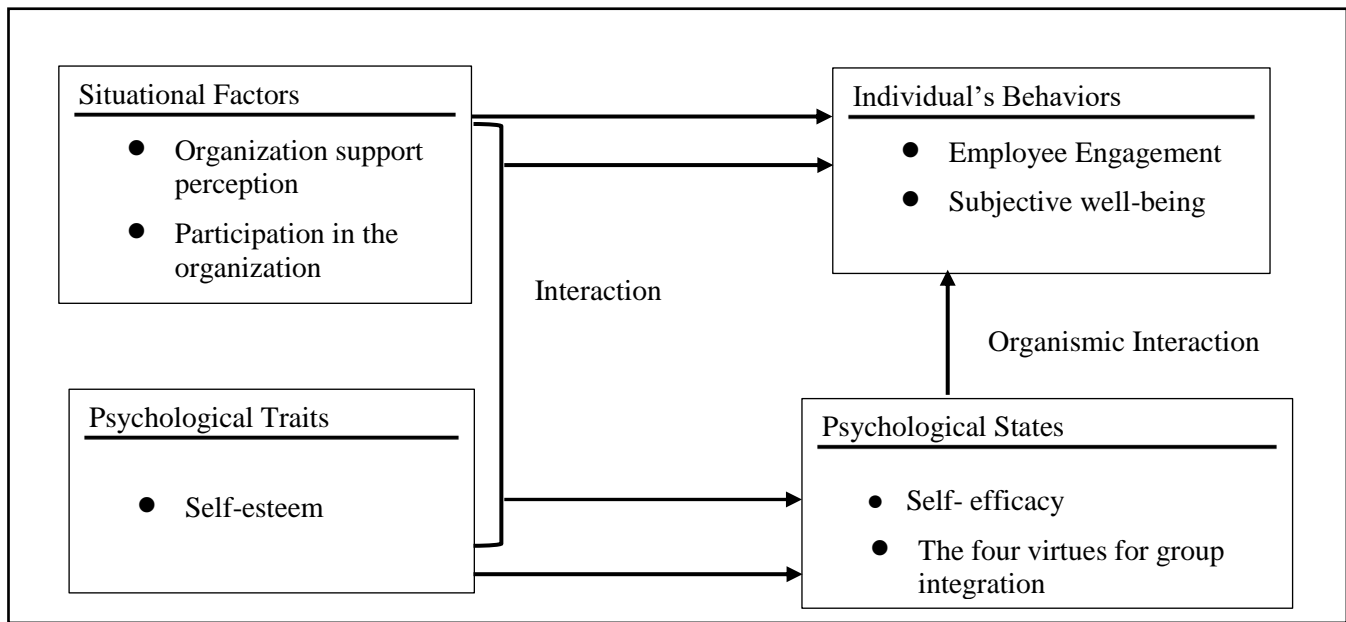 Situational Factors
● Organization support
perception
● Participation in the
organization
Individual’s Behaviors
● Employee Engagement
● Subjective well-being
Interaction
Organismic Interaction
Psychological Traits
● Self-esteem
Psychological States
● Self- efficacy
● The four virtues for group
integration